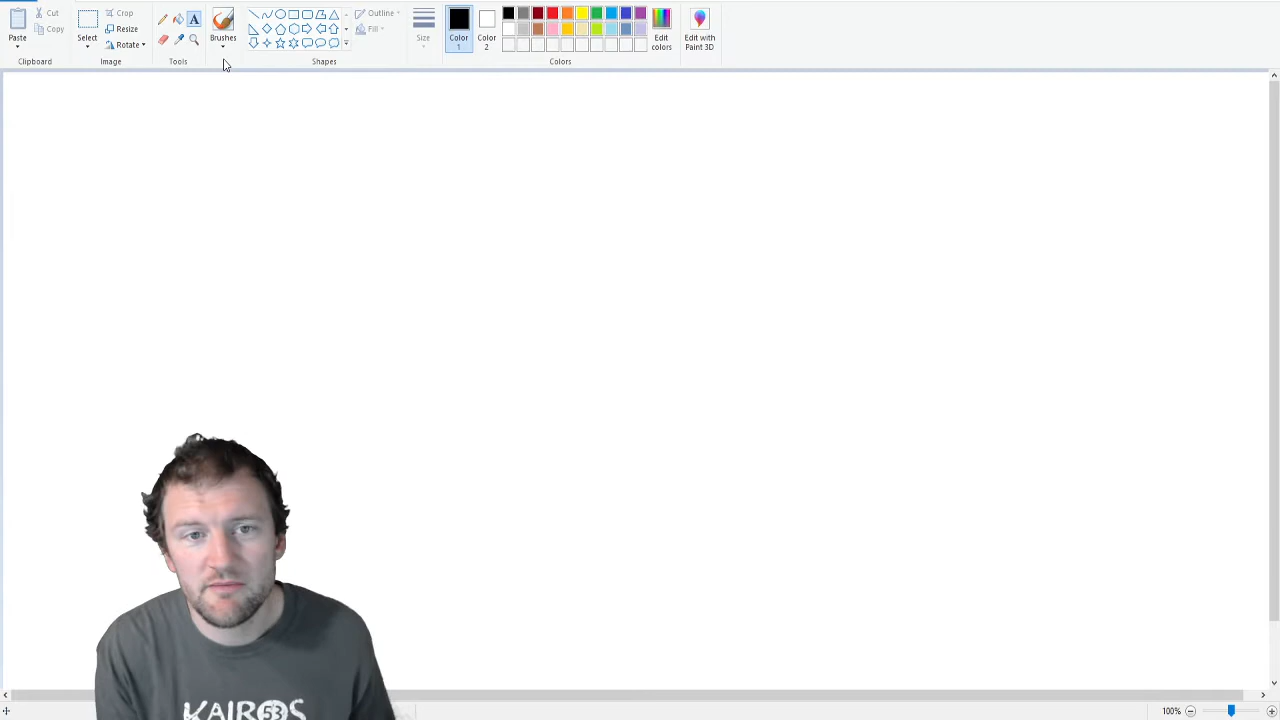 Cut
Copy
Paste
Clipboard
Crop
Resize
Rotate
Select
Image
A
Tools
Brushes
Shapes
Outline
Fill
Size
Color
1
Color
2
Edit
colors
Colors
Edit with
Paint 3D
KAIROS
53
100%